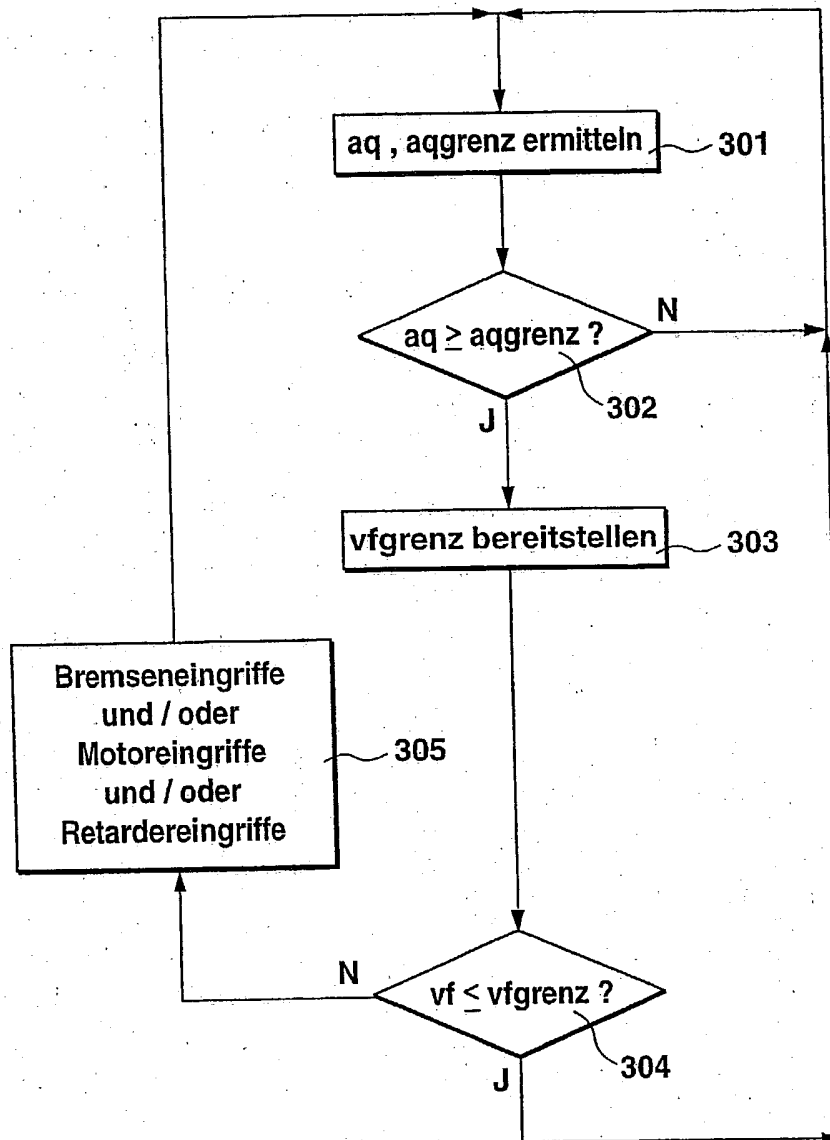 aq , aqgrenz ermitteln
301
aq ≥ aqgrenz ?
N
302
J
vfgrenz bereitstellen
303
Bremseneingriffe
und / oder
Motoreingriffe
und / oder
Retardereingriffe
305
N
vf ≤ vfgrenz ?
304
J